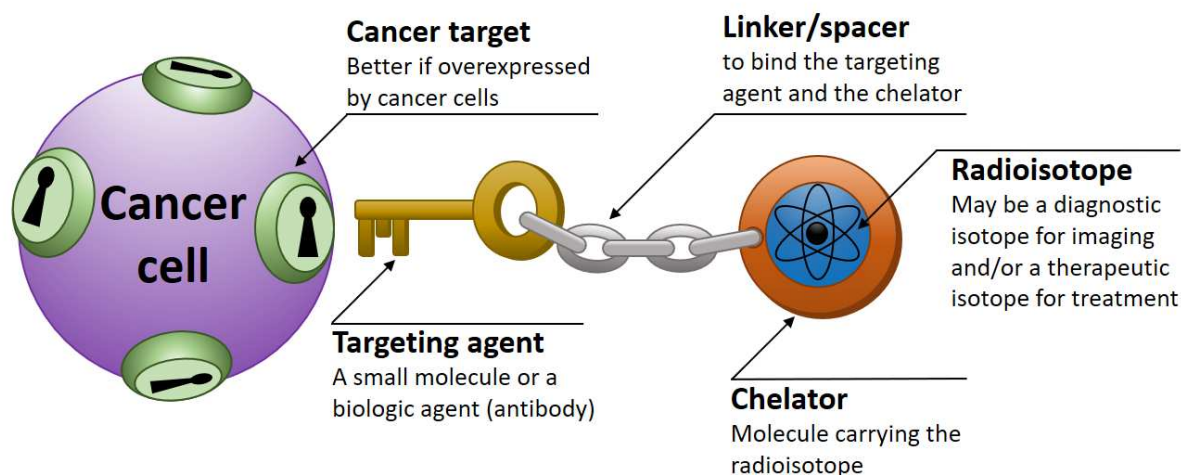 Cancer target
Better if overexpressed
by cancer cells
Linker/spacer
to bind the targeting
agent and the chelator
Cancer
cell
Radioisotope
May be a diagnostic
isotope for imaging
and/or a therapeutic
isotope for treatment
Targeting agent
A small molecule or a
biologic agent (antibody)
Chelator
Molecule carrying the
radioisotope